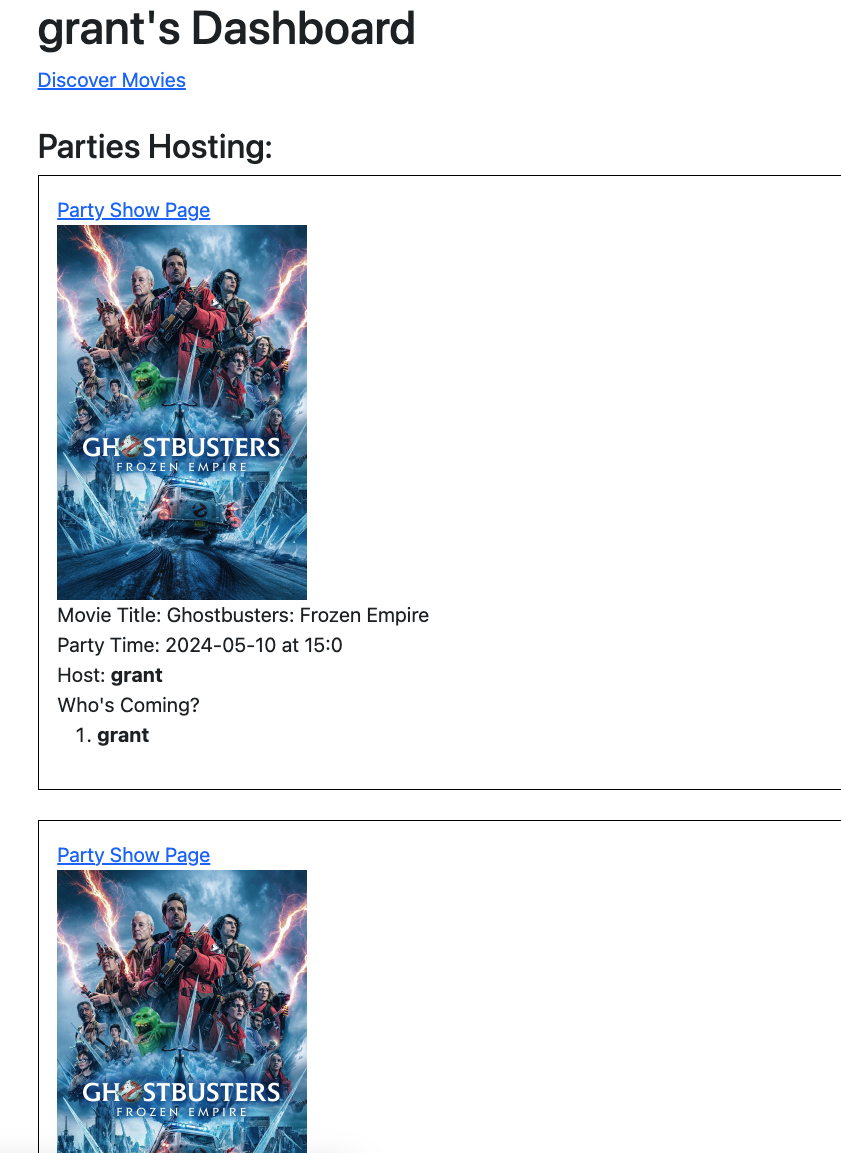 grant's Dashboard
Discover Movies
Parties Hosting:
Party Show Page
GHOSTBUSTERS
FROZEN EMPIRE
Movie Title: Ghostbusters: Frozen Empire
Party Time: 2024-05-10 at 15:0
Host: grant
Who's Coming?
1. grant
Party Show Page
GHOSTBUSTERS
FROZEN EMPIRE